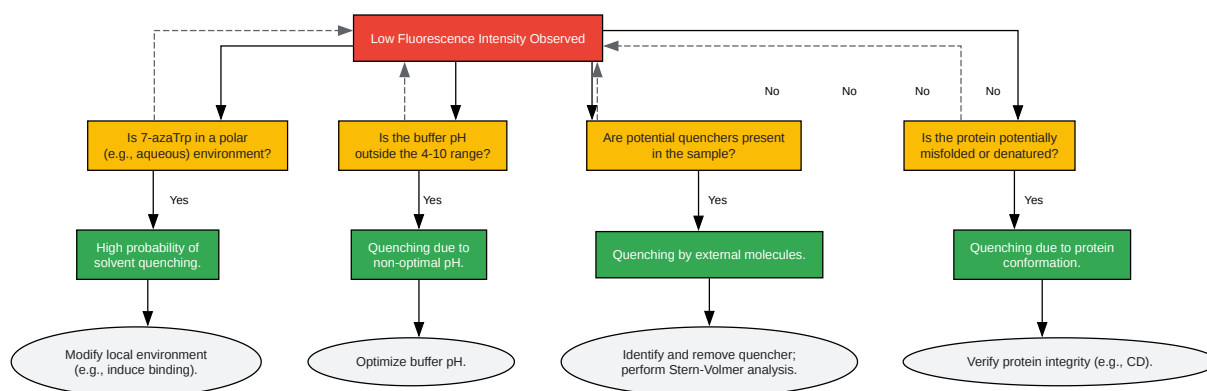 Low Fluorescence Intensity Observed
No
No
No
No
Is 7-azaTrp in a polar
(e.g., aqueous) environment?
Is the buffer pH
outside the 4-10 range?
Are potential quenchers present
in the sample?
Is the protein potentially
misfolded or denatured?
Yes
Yes
Yes
Yes
High probability of
solvent quenching.
Quenching due to
non-optimal pH.
Quenching by external molecules.
Quenching due to protein
conformation.
Modify local environment
(e.g., induce binding).
Optimize buffer pH.
Identify and remove quencher;
perform Stern-Volmer analysis.
Verify protein integrity (e.g., CD).